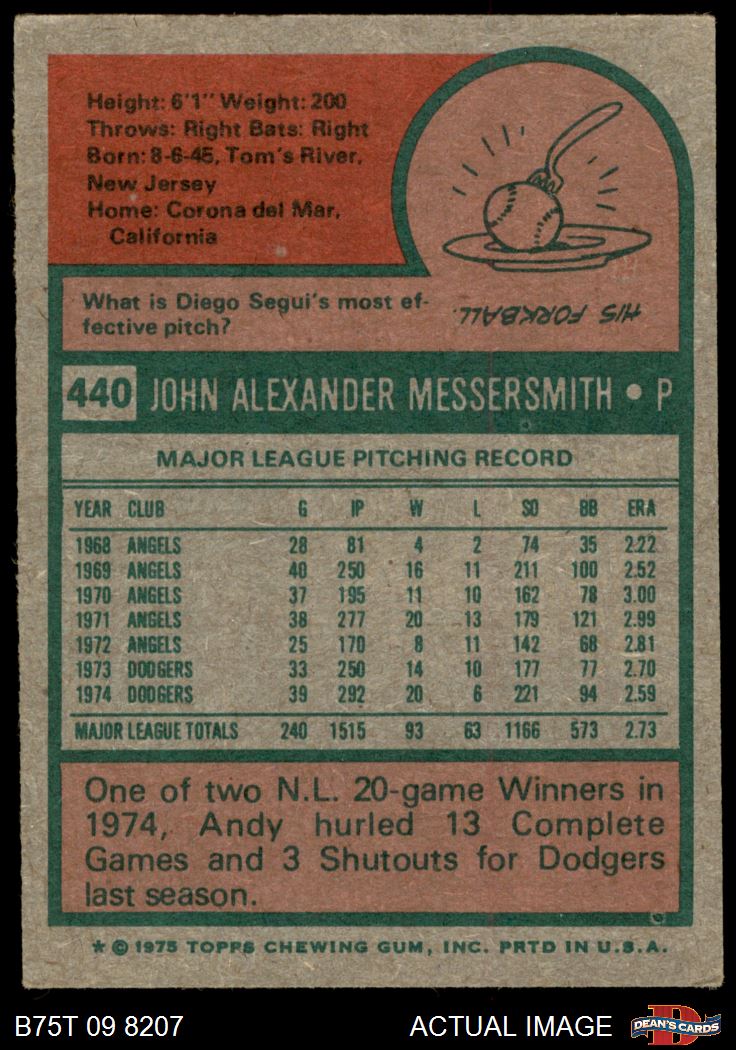 Height: 6'1" Weight: 200
Throws: Right Bats: Right
Born: 8-6-45, Tom's River,
New Jersey
Home: Corona del Mar,
California
What is Diego Segui's most ef-
fective pitch?
HIS FORKBALL.
440 JOHN ALEXANDER MESSERSMITH • P
MAJOR LEAGUE PITCHING RECORD
YEAR CLUB G IP W L SO BB ERA
1968 ANGELS 28 81 4 2 74 35 2.22
1969 ANGELS 40 250 16 11 211 100 2.52
1970 ANGELS 37 195 11 10 162 78 3.00
1971 ANGELS 38 277 20 13 179 121 2.99
1972 ANGELS 25 170 8 11 142 68 2.81
1973 DODGERS 33 250 14 10 177 77 2.70
1974 DODGERS 39 292 20 6 221 94 2.59
MAJOR LEAGUE TOTALS 240 1515 93 63 1166 573 2.73
One of two N.L. 20-game Winners in
1974, Andy hurled 13 Complete
Games and 3 Shutouts for Dodgers
last season.
* © 1975 TOPPS CHEWING GUM, INC. PRTD IN U.S.A.
B75T 09 8207 ACTUAL IMAGE DEAN'S CARDS